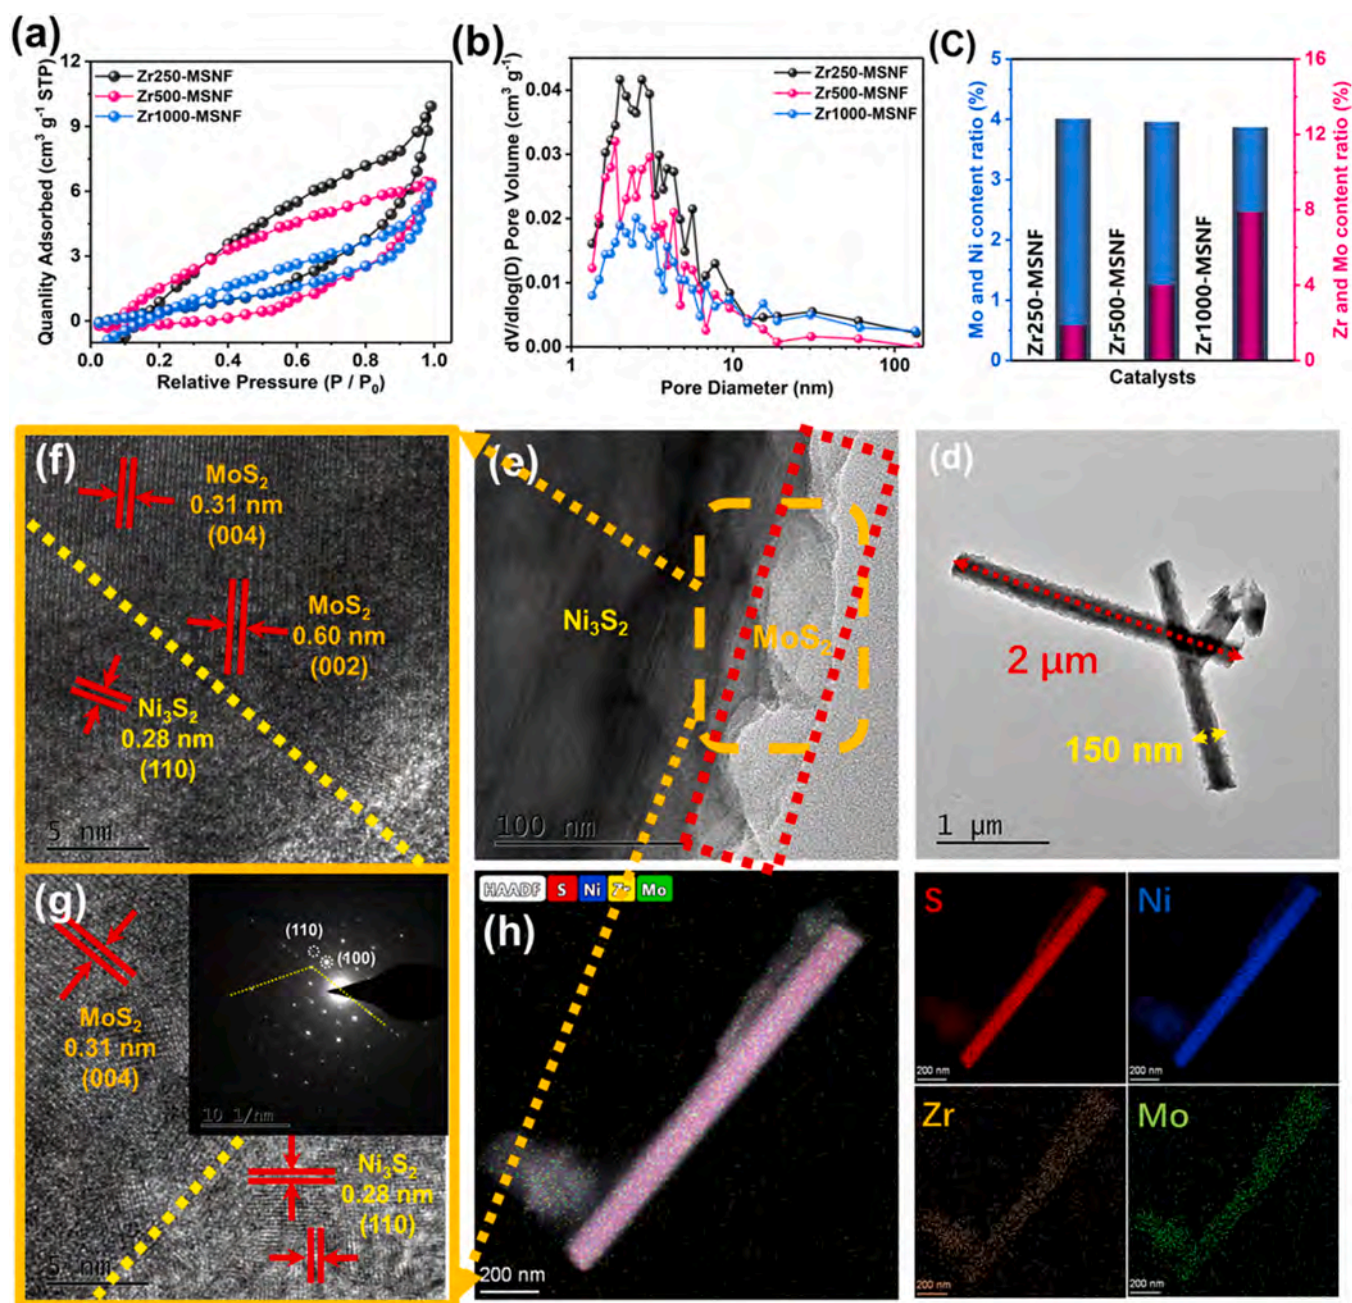 (a)
Quanlity Adsorbed (cm³ g⁻¹ STP)
12
9
6
3
0
Zr250-MSNF
Zr500-MSNF
Zr1000-MSNF
0.0 0.2 0.4 0.6 0.8 1.0
Relative Pressure (P / P₀)
(b)
dV/dlog(D) Pore Volume (cm³ g⁻¹)
0.04
0.03
0.02
0.01
0.00
Zr250-MSNF
Zr500-MSNF
Zr1000-MSNF
1 10 100
Pore Diameter (nm)
(C)
Mo and Ni content ratio (%)
5
4
3
2
1
0
Zr250-MSNF
Zr500-MSNF
Zr1000-MSNF
16
12
8
4
0
Zr and Mo content ratio (%)
Catalysts
(f)
MoS₂
0.31 nm
(004)
MoS₂
0.60 nm
(002)
Ni₃S₂
0.28 nm
(110)
5 nm
(e)
Ni₃S₂
MoS₂
100 nm
(d)
2 μm
150 nm
1 μm
(g)
MoS₂
0.31 nm
(004)
(110)
(100)
10 1/nm
Ni₃S₂
0.28 nm
(110)
5 nm
HAADF S Ni Zr Mo
(h)
200 nm
S
200 nm
Ni
200 nm
Zr
200 nm
Mo
200 nm